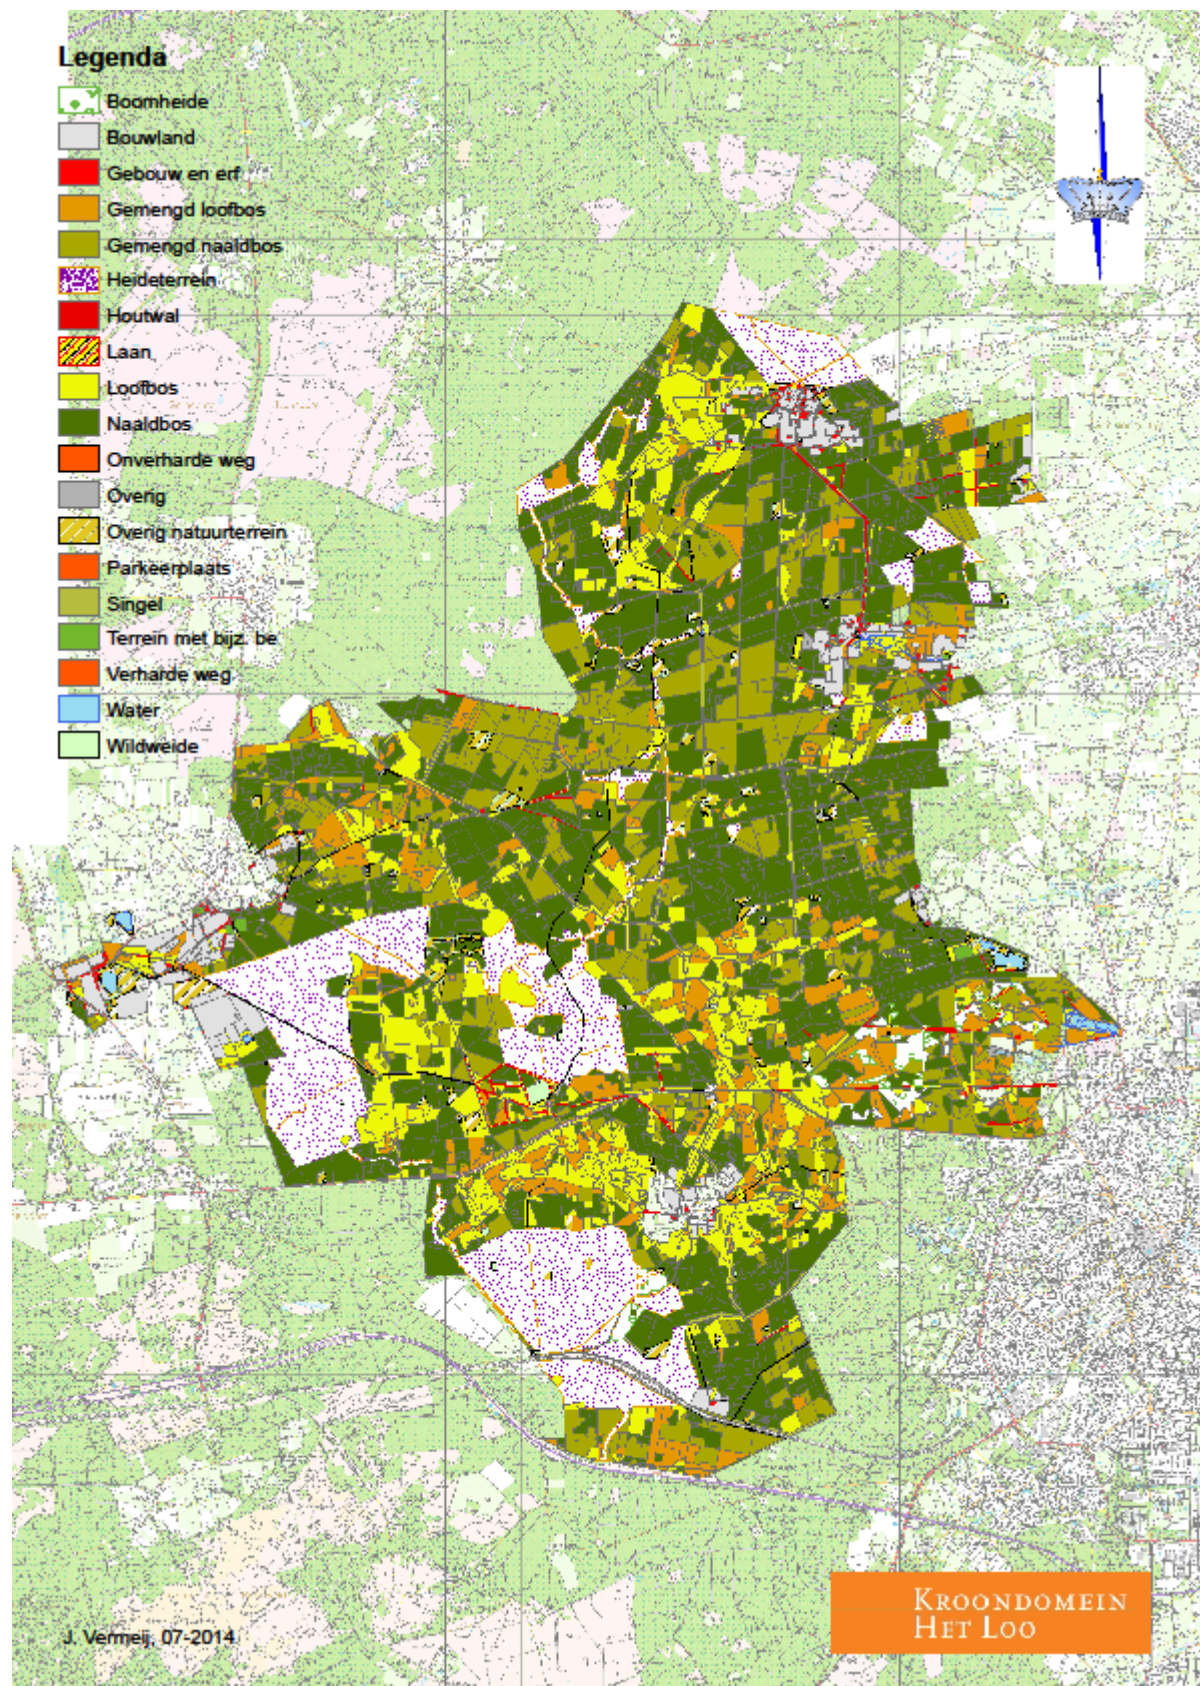 Legenda
Boomheide
Bouwland
Gebouw en erf
Gemengd loofbos
Gemengd naaldbos
Heideterrein
Houtwal
Laan
Loofbos
Naaldbos
Onverharde weg
Overig
Overig natuurterrein
Parkeerplaats
Singel
Terrein met bijz. be
Verharde weg
Water
Wildweide
KROONDOMEIN
HET LOO
J. Vermeij, 07-2014